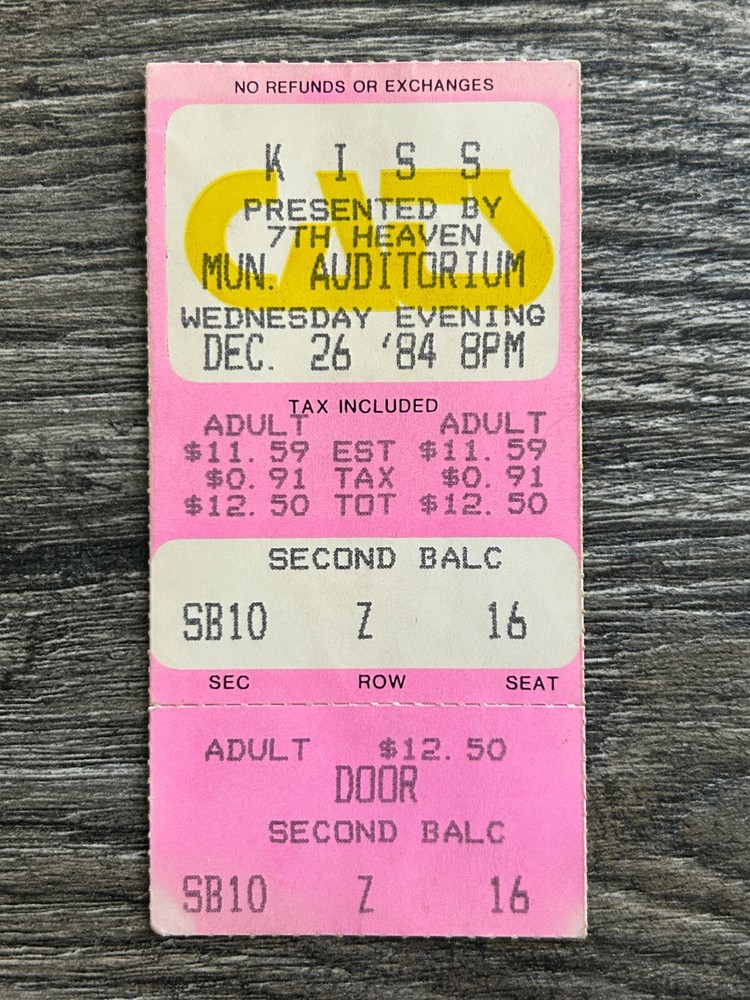 NO REFUNDS OR EXCHANGES
CATS
K I S S
PRESENTED BY
7TH HEAVEN
MUN. AUDITORIUM
WEDNESDAY EVENING
DEC. 26 '84 8PM
TAX INCLUDED
ADULT ADULT
$11.59 EST $11.59
$0.91 TAX $0.91
$12.50 TOT $12.50
SECOND BALC
SB10 Z 16
SEC ROW SEAT
ADULT $12.50
DOOR
SECOND BALC
SB10 Z 16